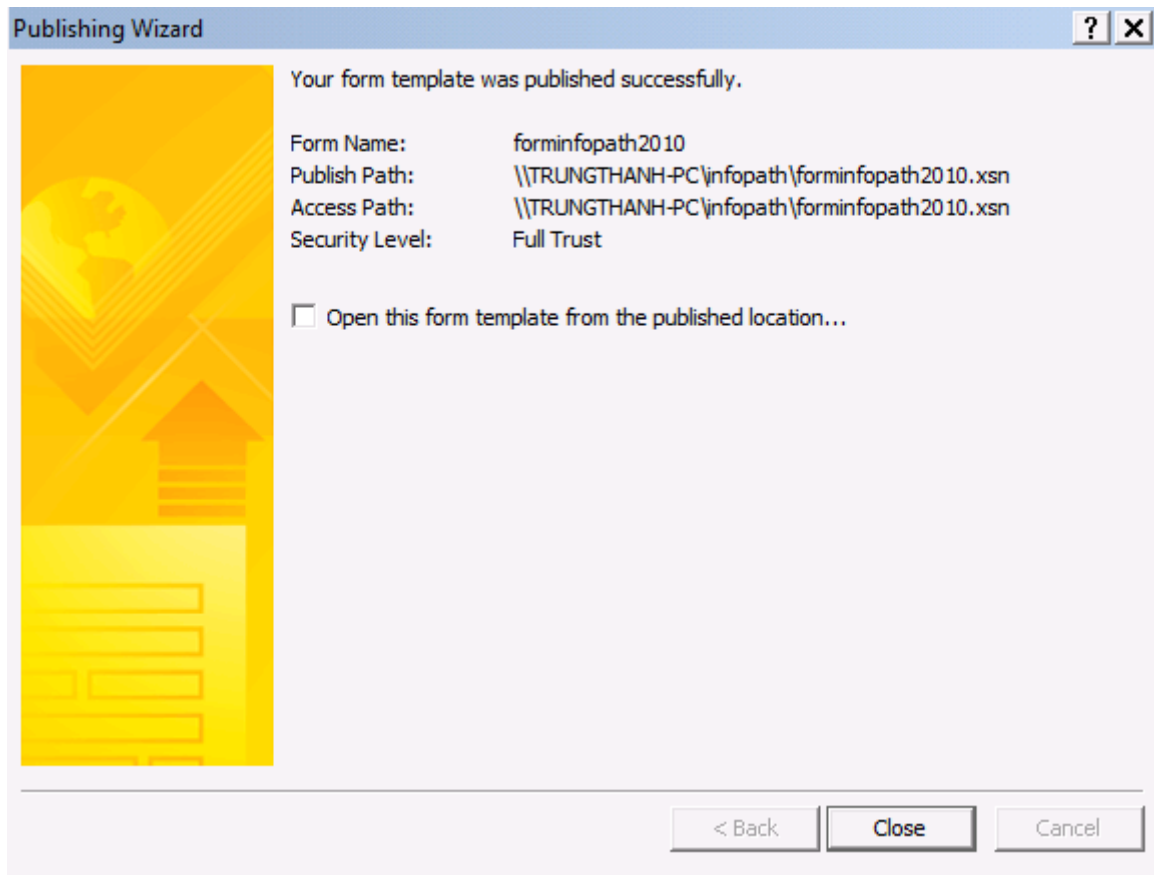 Publishing Wizard
? X
Your form template was published successfully.
Form Name: forminfopath2010
Publish Path: \\TRUNGTHANH-PC\infopath\forminfopath2010.xsn
Access Path: \\TRUNGTHANH-PC\infopath\forminfopath2010.xsn
Security Level: Full Trust
Open this form template from the published location...
< Back Close Cancel